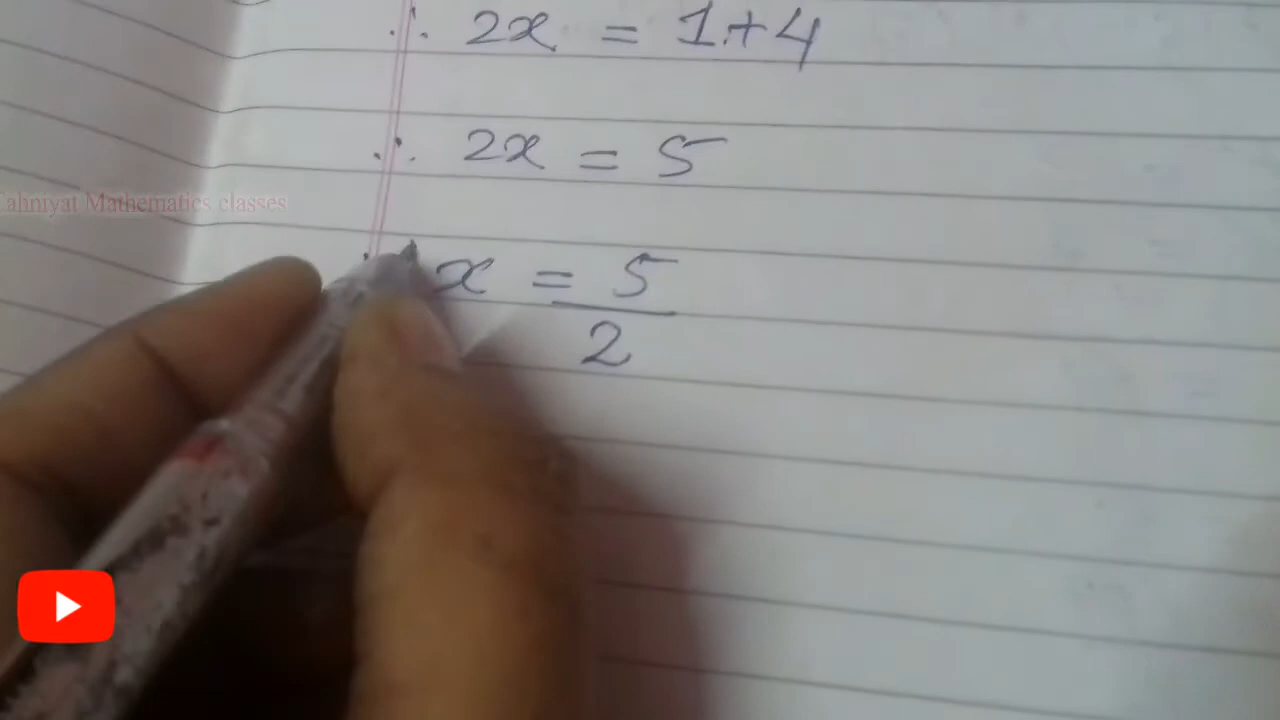 ∴ 2x = 1+4
∴ 2x = 5
Tahniyat Mathematics classes
x = 5/2